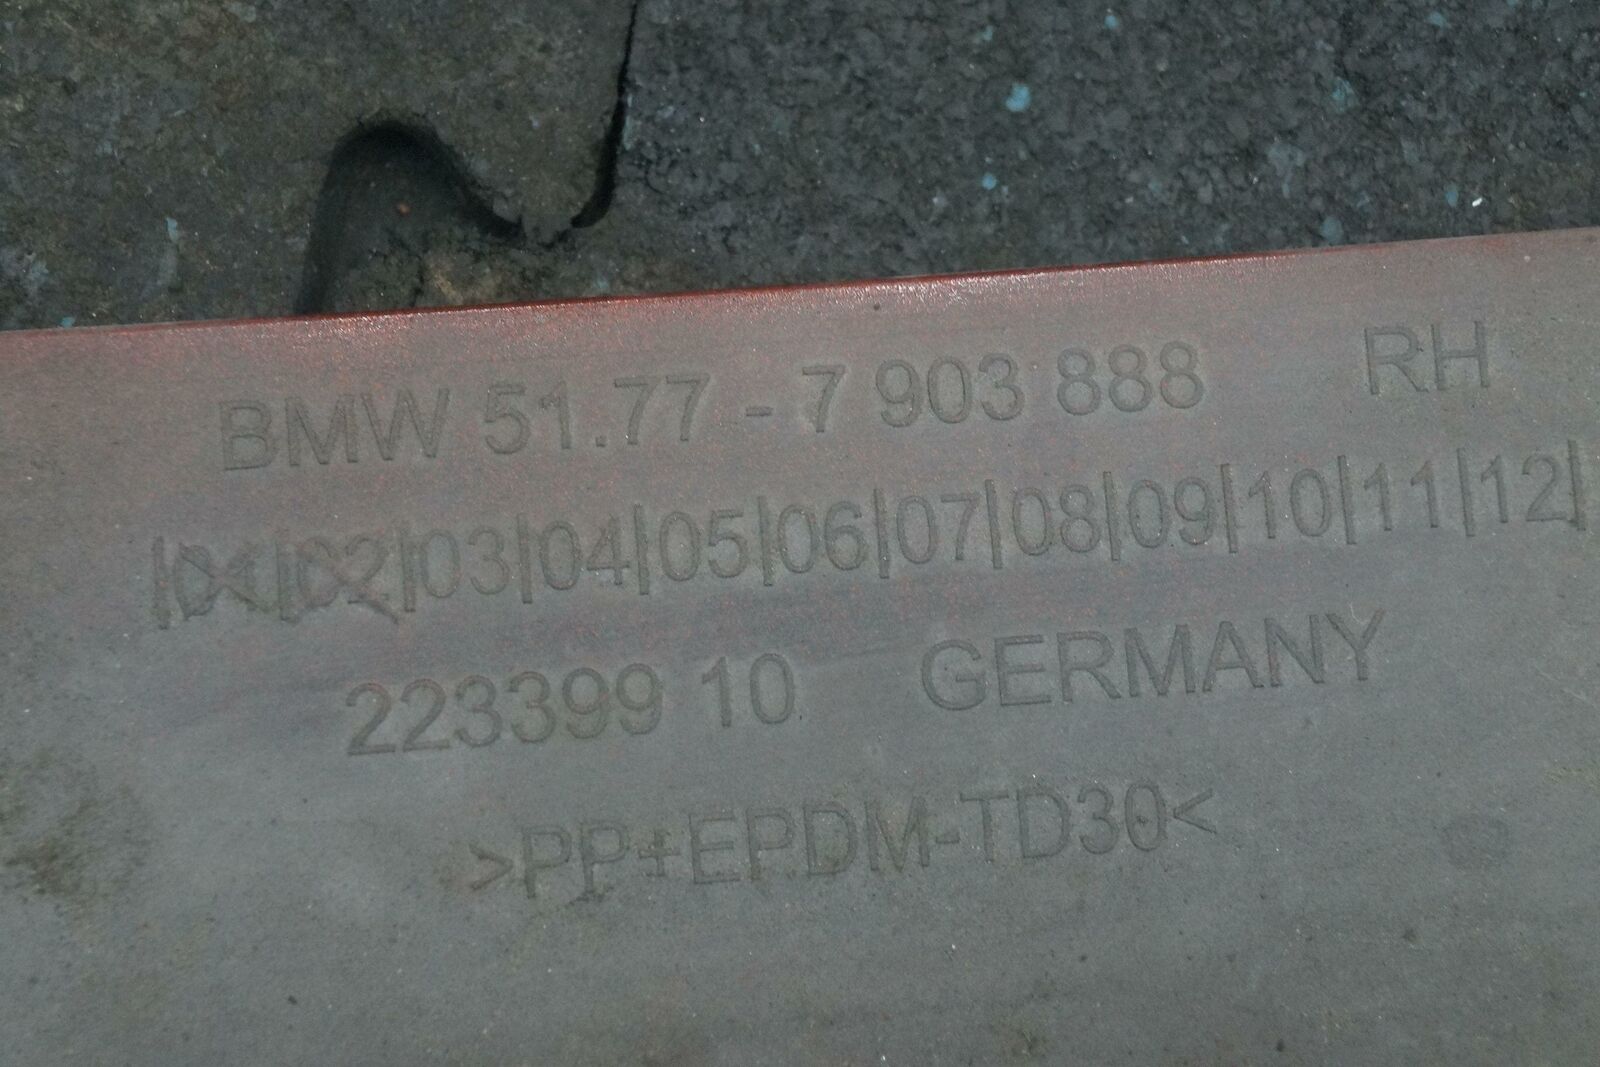 BMW 51.77 - 7 903 888 RH
|01|02|03|04|05|06|07|08|09|10|11|12|
223399 10 GERMANY
>PP+EPDM-TD30<